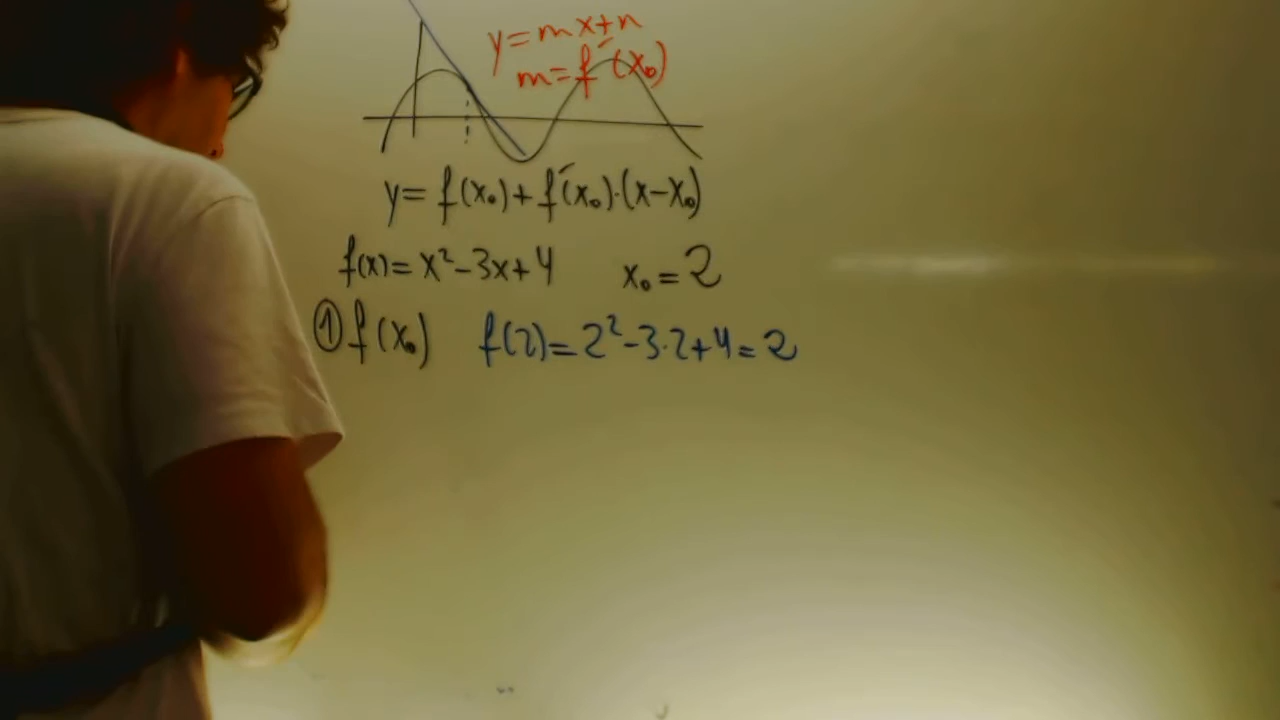 y=mx+n
m=f´(x₀)
y=f(x₀)+f´(x₀)·(x-x₀)
f(x)=x²-3x+4 x₀=2
① f(x₀) f(2)=2²-3·2+4=2